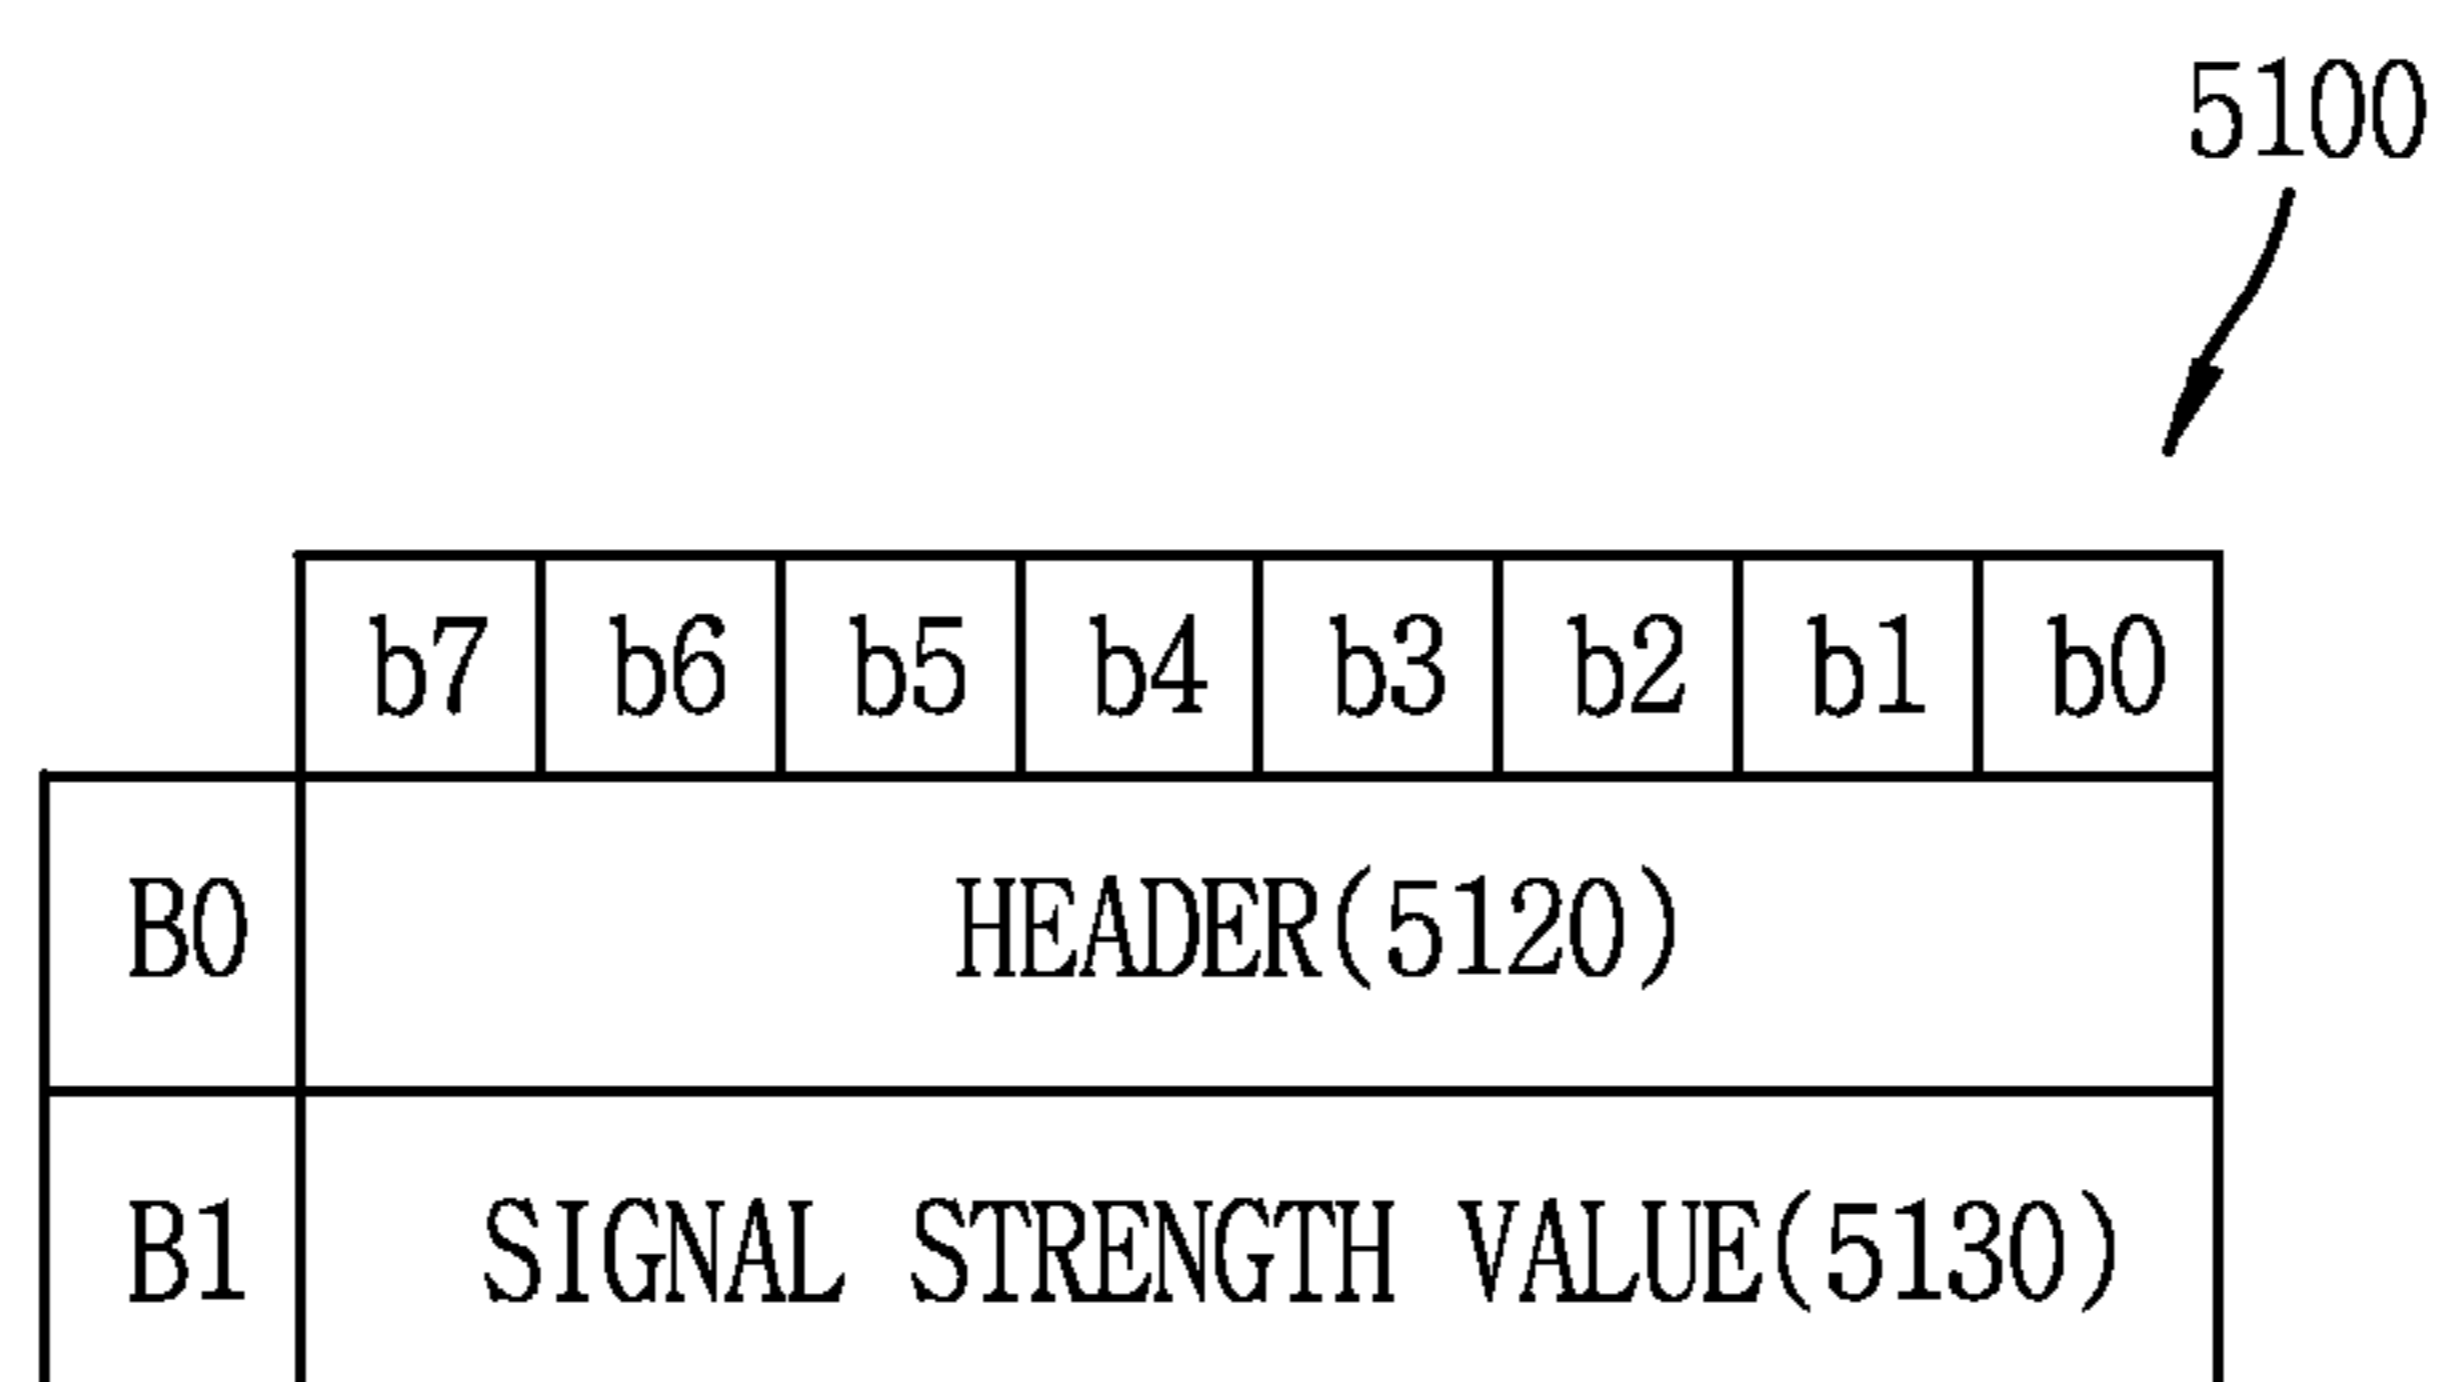 5100
b7 b6 b5 b4 b3 b2 b1 b0
B0 HEADER(5120)
B1 SIGNAL STRENGTH VALUE(5130)